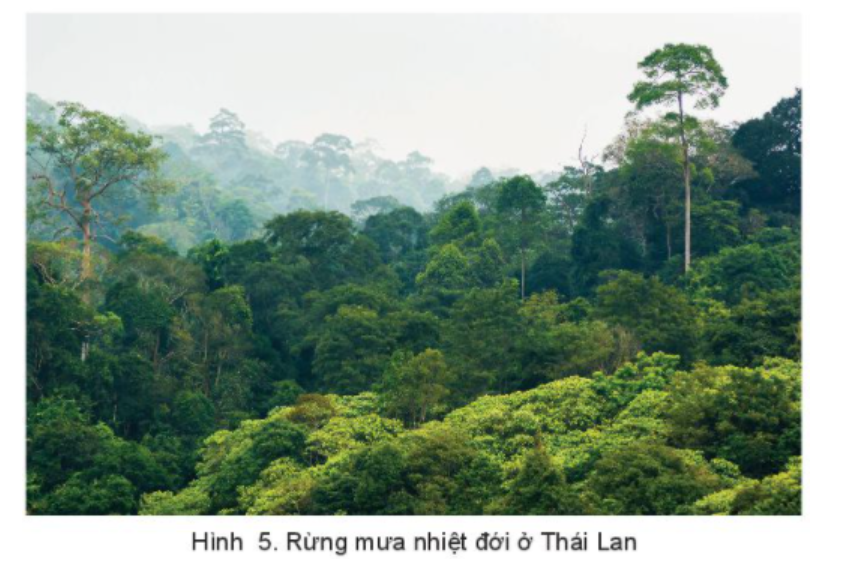 Hình 5. Rừng mưa nhiệt đới ở Thái Lan